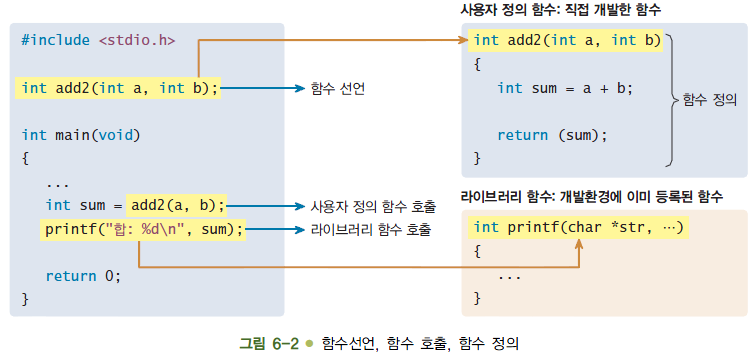 #include <stdio.h>
int add2(int a, int b);
함수 선언
int main(void)
{
...
int sum = add2(a, b);
사용자 정의 함수 호출
printf("합: %d\n", sum);
라이브러리 함수 호출
return 0;
}
사용자 정의 함수: 직접 개발한 함수
int add2(int a, int b)
{
int sum = a + b;
return (sum);
}
함수 정의
라이브러리 함수: 개발환경에 이미 등록된 함수
int printf(char *str, …)
{
...
}
그림 6-2 ● 함수선언, 함수 호출, 함수 정의